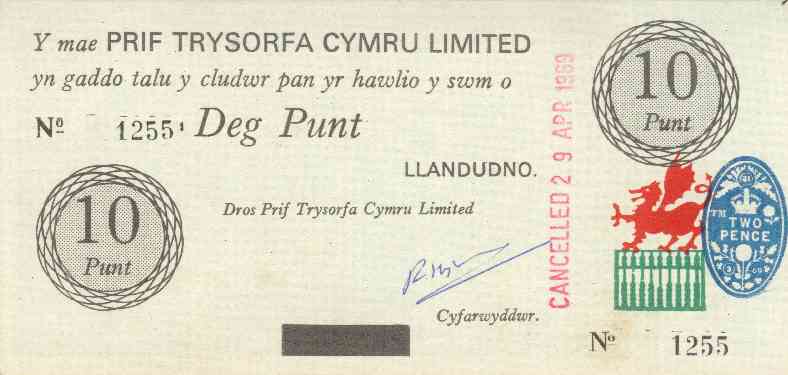 Y mae PRIF TRYSORFA CYMRU LIMITED
yn gaddo talu y cludwr pan yr hawlio y swm o
Nº 1255 Deg Punt
10
Punt
LLANDUDNO.
Dros Prif Trysorfa Cymru Limited
10
Punt
Cyfarwyddwr.
CANCELLED 29 APR 1969
TM
TWO
PENCE
Nº 1255